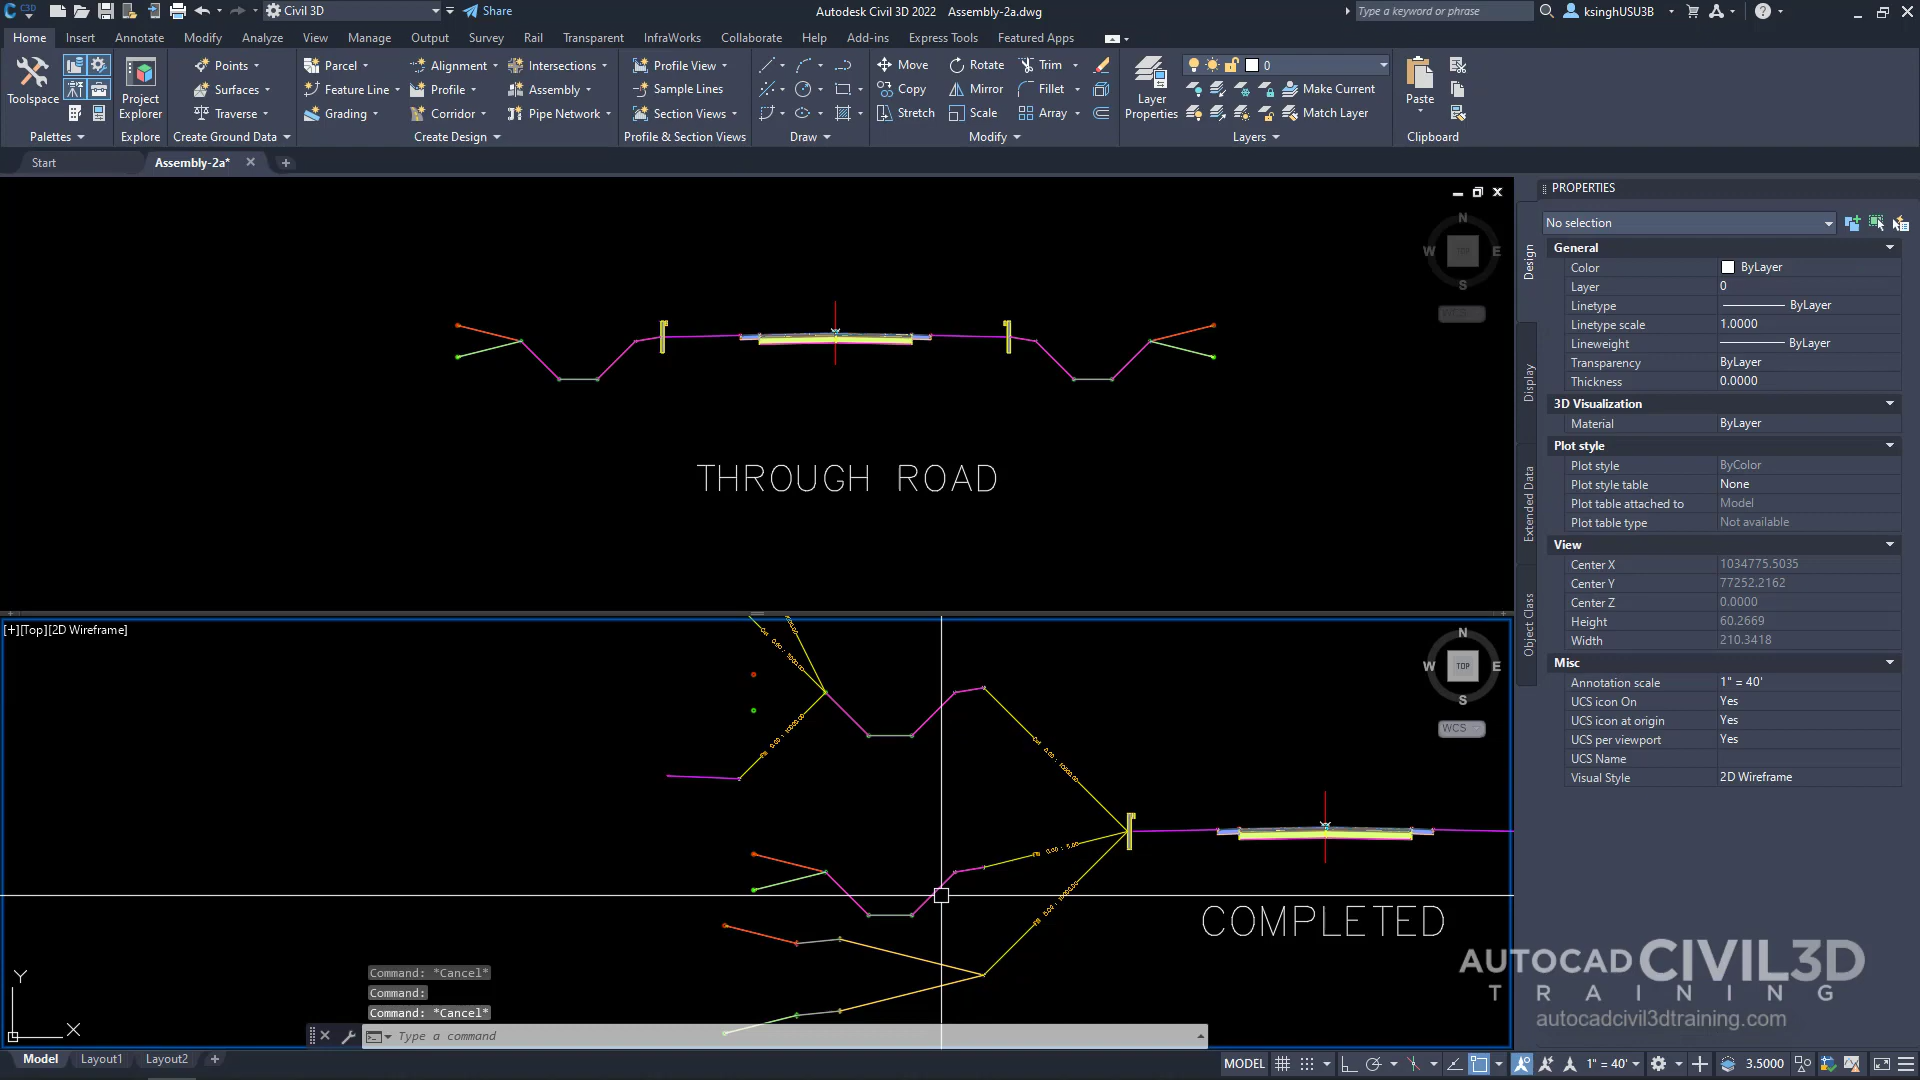 Civil 3D
Share
Autodesk Civil 3D 2022 Assembly-2a.dwg
Type a keyword or phrase
ksinghUSU3B
Home Insert Annotate Modify Analyze View Manage Output Survey Rail Transparent InfraWorks Collaborate Help Add-ins Express Tools Featured Apps
Toolspace
Palettes
Project
Explorer
Explore
Points
Surfaces
Traverse
Create Ground Data
Parcel
Feature Line
Grading
Alignment
Profile
Corridor
Intersections
Assembly
Pipe Network
Create Design
Profile View
Sample Lines
Section Views
Profile & Section Views
Draw
Move Rotate Trim
Copy Mirror Fillet
Stretch Scale Array
Modify
Layer
Properties
0
Make Current
Match Layer
Layers
Paste
Clipboard
Start
Assembly-2a*
N
W TOP E
S
WCS
THROUGH ROAD
[+][Top][2D Wireframe]
N
W TOP E
S
WCS
COMPLETED
Command: *Cancel*
Command:
Command: *Cancel*
Type a command
Y
X
Model Layout1 Layout2
PROPERTIES
No selection
Design
Display
Extended Data
Object Class
General
Color ByLayer
Layer 0
Linetype ByLayer
Linetype scale 1.0000
Lineweight ByLayer
Transparency ByLayer
Thickness 0.0000
3D Visualization
Material ByLayer
Plot style
Plot style ByColor
Plot style table None
Plot table attached to Model
Plot table type Not available
View
Center X 1034775.5035
Center Y 77252.2162
Center Z 0.0000
Height 60.2669
Width 210.3418
Misc
Annotation scale 1" = 40'
UCS icon On Yes
UCS icon at origin Yes
UCS per viewport Yes
UCS Name
Visual Style 2D Wireframe
AUTOCAD CIVIL3D
TRAINING
autocadcivil3dtraining.com
MODEL
1" = 40'
3.5000